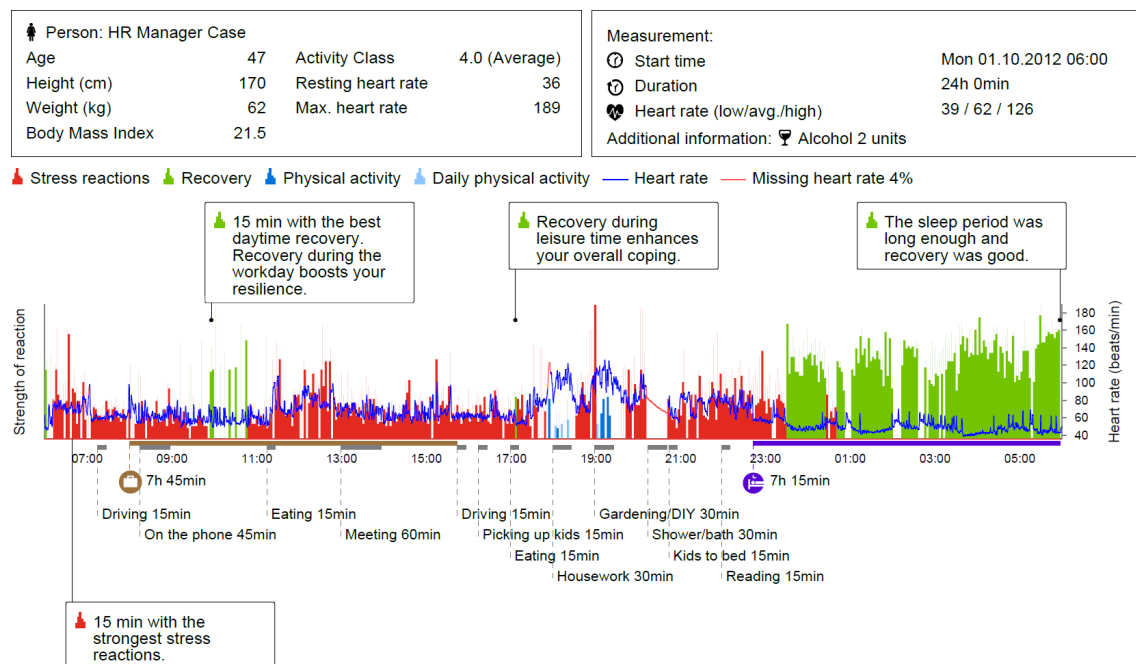 Person: HR Manager Case
Age 47 Activity Class 4.0 (Average)
Height (cm) 170 Resting heart rate 36
Weight (kg) 62 Max. heart rate 189
Body Mass Index 21.5
Measurement:
Start time Mon 01.10.2012 06:00
Duration 24h 0min
Heart rate (low/avg./high) 39 / 62 / 126
Additional information: Alcohol 2 units
Stress reactions Recovery Physical activity Daily physical activity Heart rate Missing heart rate 4%
15 min with the best
daytime recovery.
Recovery during the
workday boosts your
resilience.
Recovery during
leisure time enhances
your overall coping.
The sleep period was
long enough and
recovery was good.
Strength of reaction
180
160
140
120
100
80
60
40
Heart rate (beats/min)
07:00 09:00 11:00 13:00 15:00 17:00 19:00 21:00 23:00 01:00 03:00 05:00
7h 45min 7h 15min
Driving 15min Eating 15min Driving 15min Gardening/DIY 30min
On the phone 45min Meeting 60min Picking up kids 15min Shower/bath 30min
Eating 15min Kids to bed 15min
Housework 30min Reading 15min
15 min with the
strongest stress
reactions.